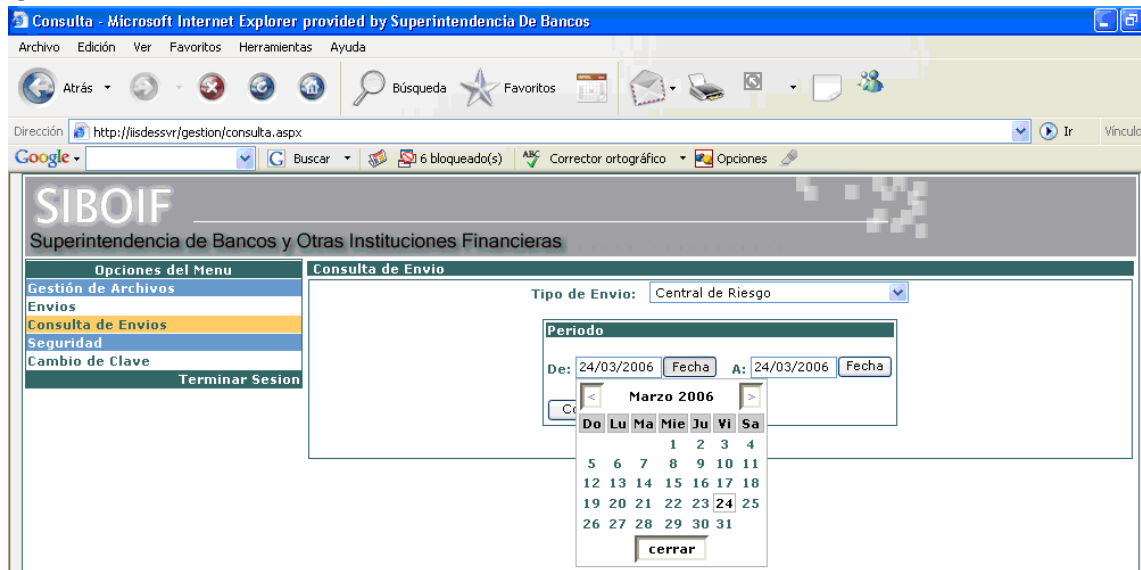 Consulta - Microsoft Internet Explorer provided by Superintendencia De Bancos
Archivo Edición Ver Favoritos Herramientas Ayuda
Atrás Búsqueda Favoritos
Dirección http://iisdessvr/gestion/consulta.aspx Ir
Google Buscar 6 bloqueado(s) ABC Corrector ortográfico Opciones
SIBOIF
Superintendencia de Bancos y Otras Instituciones Financieras
Opciones del Menu
Gestión de Archivos
Envios
Consulta de Envios
Seguridad
Cambio de Clave
Terminar Sesion
Consulta de Envio
Tipo de Envio: Central de Riesgo
Periodo
De: 24/03/2006 Fecha A: 24/03/2006 Fecha
< Marzo 2006 >
Do Lu Ma Mie Ju Vi Sa
1 2 3 4
5 6 7 8 9 10 11
12 13 14 15 16 17 18
19 20 21 22 23 24 25
26 27 28 29 30 31
cerrar